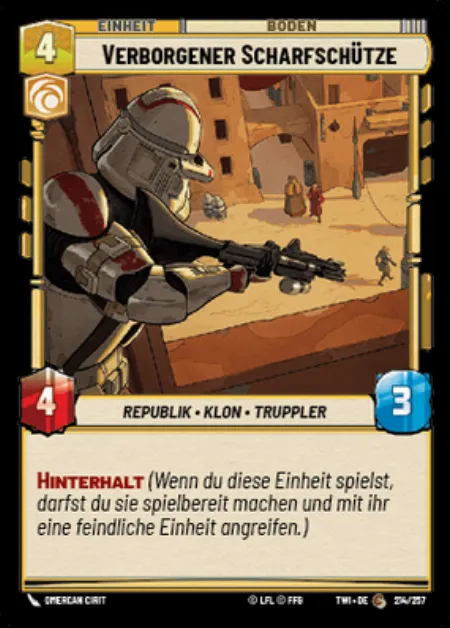 EINHEIT BODEN
4 VERBORGENER SCHARFSCHÜTZE
4 REPUBLIK • KLON • TRUPPLER 3
HINTERHALT (Wenn du diese Einheit spielst,
darfst du sie spielbereit machen und mit ihr
eine feindliche Einheit angreifen.)
OMERCAN CIRIT © LFL © FFG TWI • DE 214/257